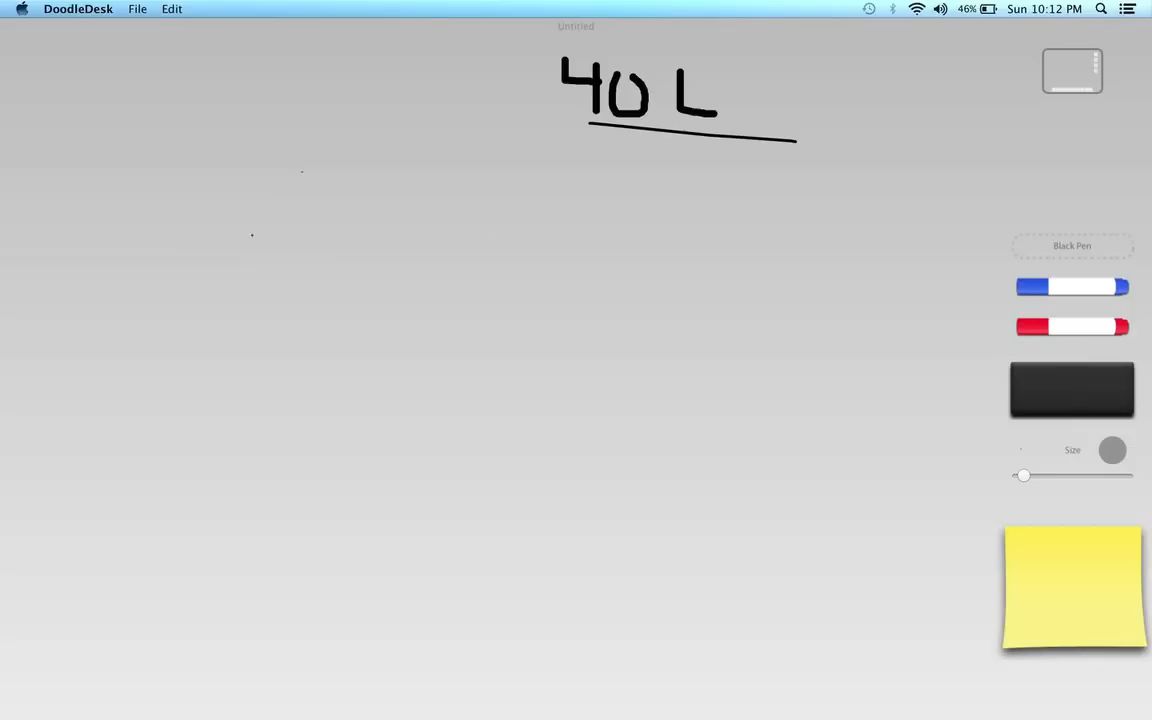 DoodleDesk File Edit 46% Sun 10:12 PM
Untitled
40 L
Black Pen
Size